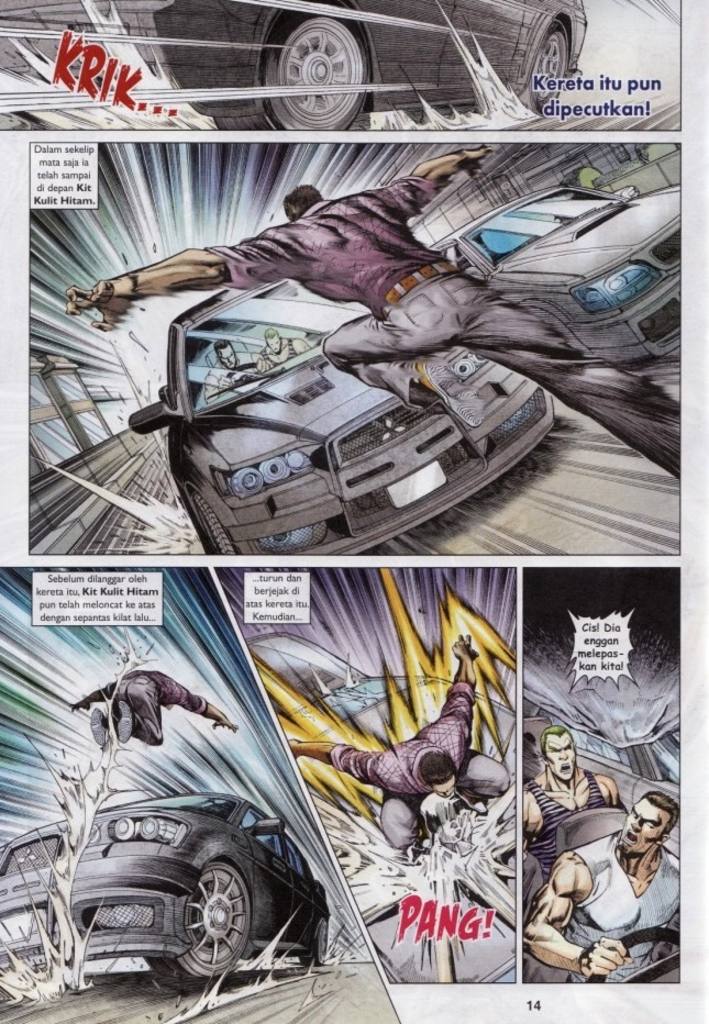 KRIK...
Kereta itu pun
dipecutkan!
Dalam sekelip
mata saja ia
telah sampai
di depan Kit
Kulit Hitam.
Sebelum dilanggar oleh
kereta itu, Kit Kulit Hitam
pun telah meloncat ke atas
dengan sepantas kilat lalu...
...turun dan
berjejak di
atas kereta itu.
Kemudian...
PANG!
Cis! Dia
enggan
melepas-
kan kita!
14